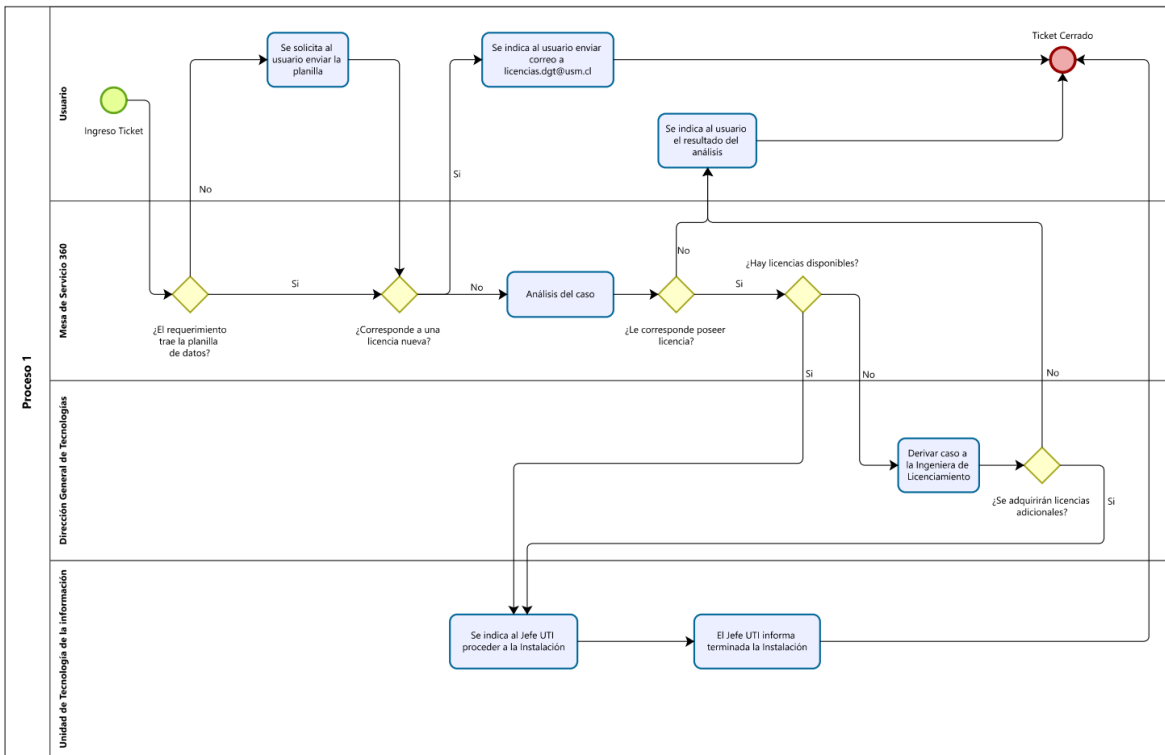 Proceso 1
Usuario
Ingreso Ticket
Se solicita al
usuario enviar la
planilla
Se indica al usuario enviar
correo a
licencias.dgt@usm.cl
Ticket Cerrado
Se indica al usuario
el resultado del
análisis
No
Si
Mesa de Servicio 360
¿El requerimiento
trae la planilla
de datos?
Si
¿Corresponde a una
licencia nueva?
No
Análisis del caso
¿Le corresponde poseer
licencia?
No
Si
¿Hay licencias disponibles?
Si
No
No
Dirección General de Tecnologías
Derivar caso a
la Ingeniera de
Licenciamiento
¿Se adquirirán licencias
adicionales?
Si
Unidad de Tecnología de la información
Se indica al Jefe UTI
proceder a la Instalación
El Jefe UTI informa
terminada la Instalación